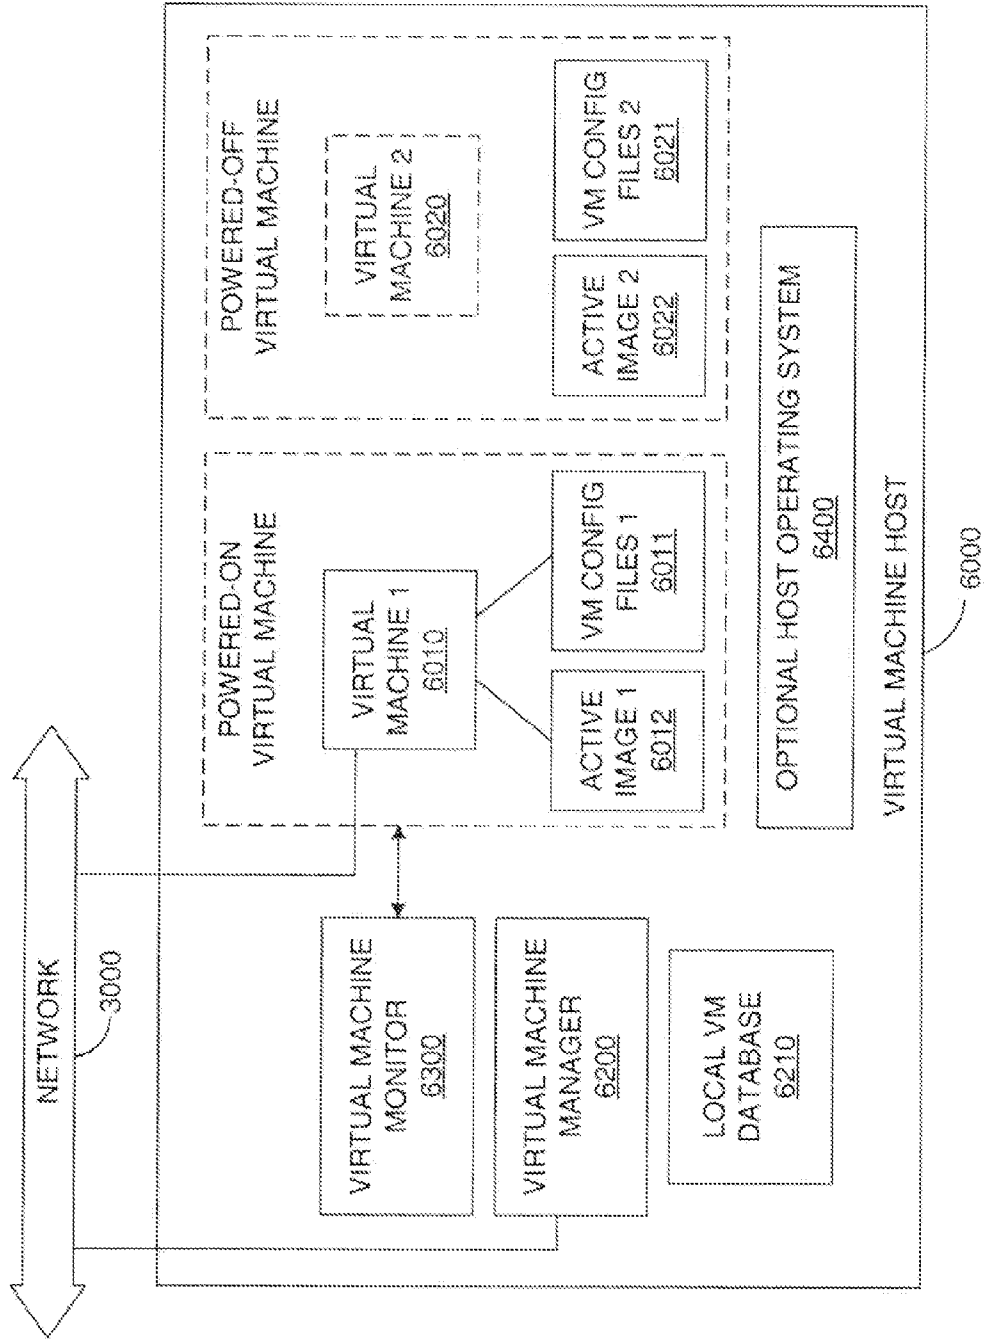 NETWORK
3000
VIRTUAL MACHINE
MONITOR
6300
VIRTUAL MACHINE
MANAGER
6200
LOCAL VM
DATABASE
6210
POWERED-ON
VIRTUAL MACHINE
VIRTUAL
MACHINE 1
6010
ACTIVE
IMAGE 1
6012
VM CONFIG
FILES 1
6011
POWERED-OFF
VIRTUAL MACHINE
VIRTUAL
MACHINE 2
6020
ACTIVE
IMAGE 2
6022
VM CONFIG
FILES 2
6021
OPTIONAL HOST OPERATING SYSTEM
6400
VIRTUAL MACHINE HOST
6000